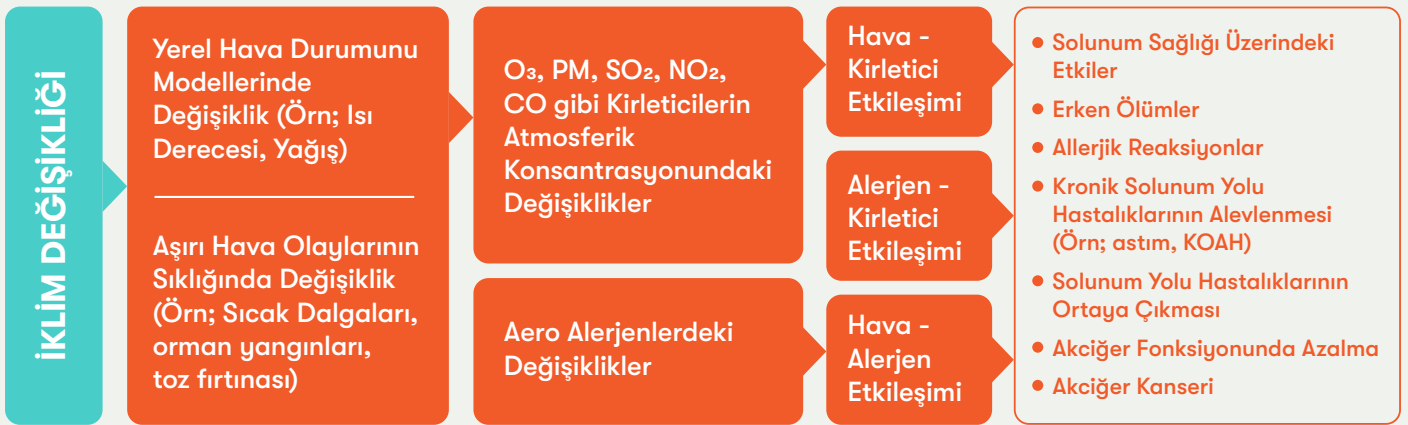 İKLİM DEĞİŞİKLİĞİ
Yerel Hava Durumunu
Modellerinde
Değişiklik (Örn; Isı
Derecesi, Yağış)
Aşırı Hava Olaylarının
Sıklığında Değişiklik
(Örn; Sıcak Dalgaları,
orman yangınları,
toz fırtınası)
O₃, PM, SO₂, NO₂,
CO gibi Kirleticilerin
Atmosferik
Konsantrasyonundaki
Değişiklikler
Aero Alerjenlerdeki
Değişiklikler
Hava -
Kirletici
Etkileşimi
Alerjen -
Kirletici
Etkileşimi
Hava -
Alerjen
Etkileşimi
• Solunum Sağlığı Üzerindeki
Etkiler
• Erken Ölümler
• Allerjik Reaksiyonlar
• Kronik Solunum Yolu
Hastalıklarının Alevlenmesi
(Örn; astım, KOAH)
• Solunum Yolu Hastalıklarının
Ortaya Çıkması
• Akciğer Fonksiyonunda Azalma
• Akciğer Kanseri